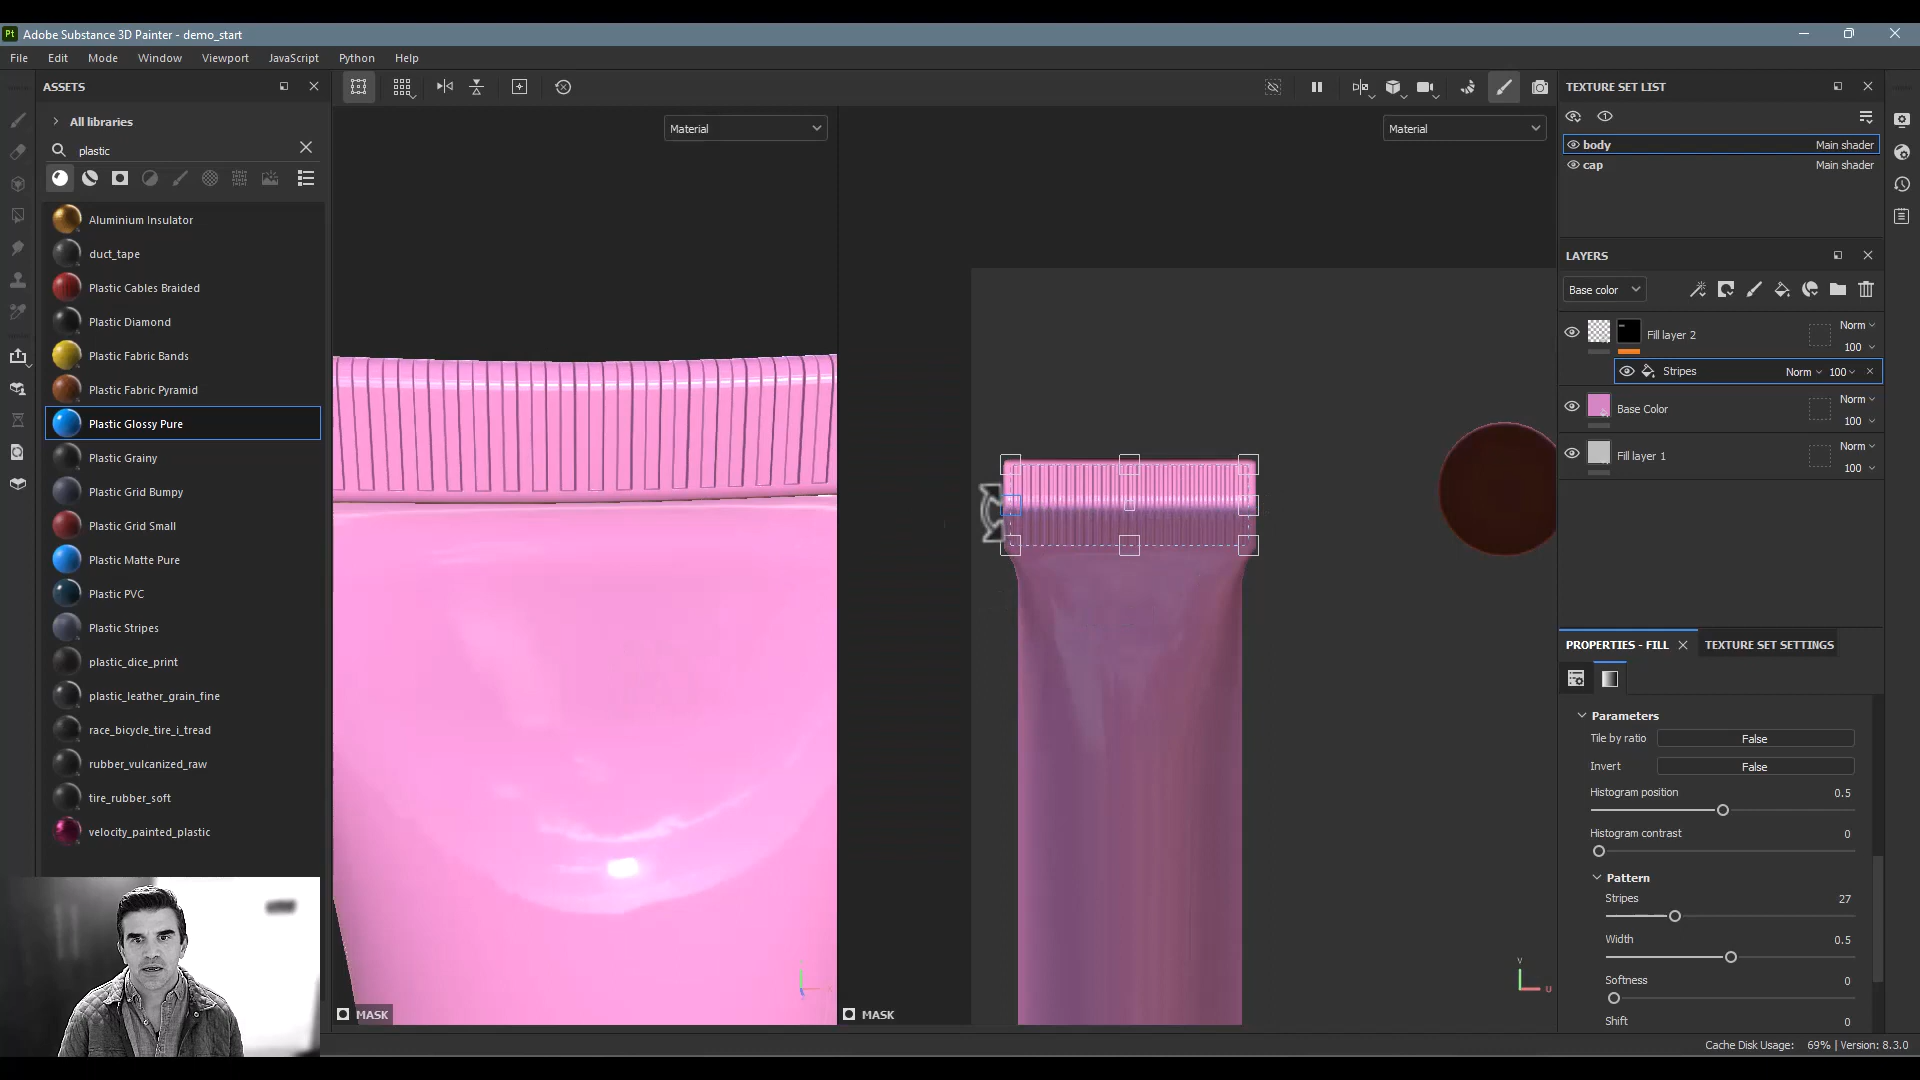 Pt Adobe Substance 3D Painter - demo_start
File Edit Mode Window Viewport JavaScript Python Help
ASSETS
All libraries
plastic
Aluminium Insulator
duct_tape
Plastic Cables Braided
Plastic Diamond
Plastic Fabric Bands
Plastic Fabric Pyramid
Plastic Glossy Pure
Plastic Grainy
Plastic Grid Bumpy
Plastic Grid Small
Plastic Matte Pure
Plastic PVC
Plastic Stripes
plastic_dice_print
plastic_leather_grain_fine
race_bicycle_tire_i_tread
rubber_vulcanized_raw
tire_rubber_soft
velocity_painted_plastic
Material
MASK
Material
V
U
MASK
TEXTURE SET LIST
body Main shader
cap Main shader
LAYERS
Base color
Fill layer 2 Norm 100
Stripes Norm 100
Base Color Norm 100
Fill layer 1 Norm 100
PROPERTIES - FILL TEXTURE SET SETTINGS
Parameters
Tile by ratio False
Invert False
Histogram position 0.5
Histogram contrast 0
Pattern
Stripes 27
Width 0.5
Softness 0
Shift 0
Cache Disk Usage: 69% | Version: 8.3.0